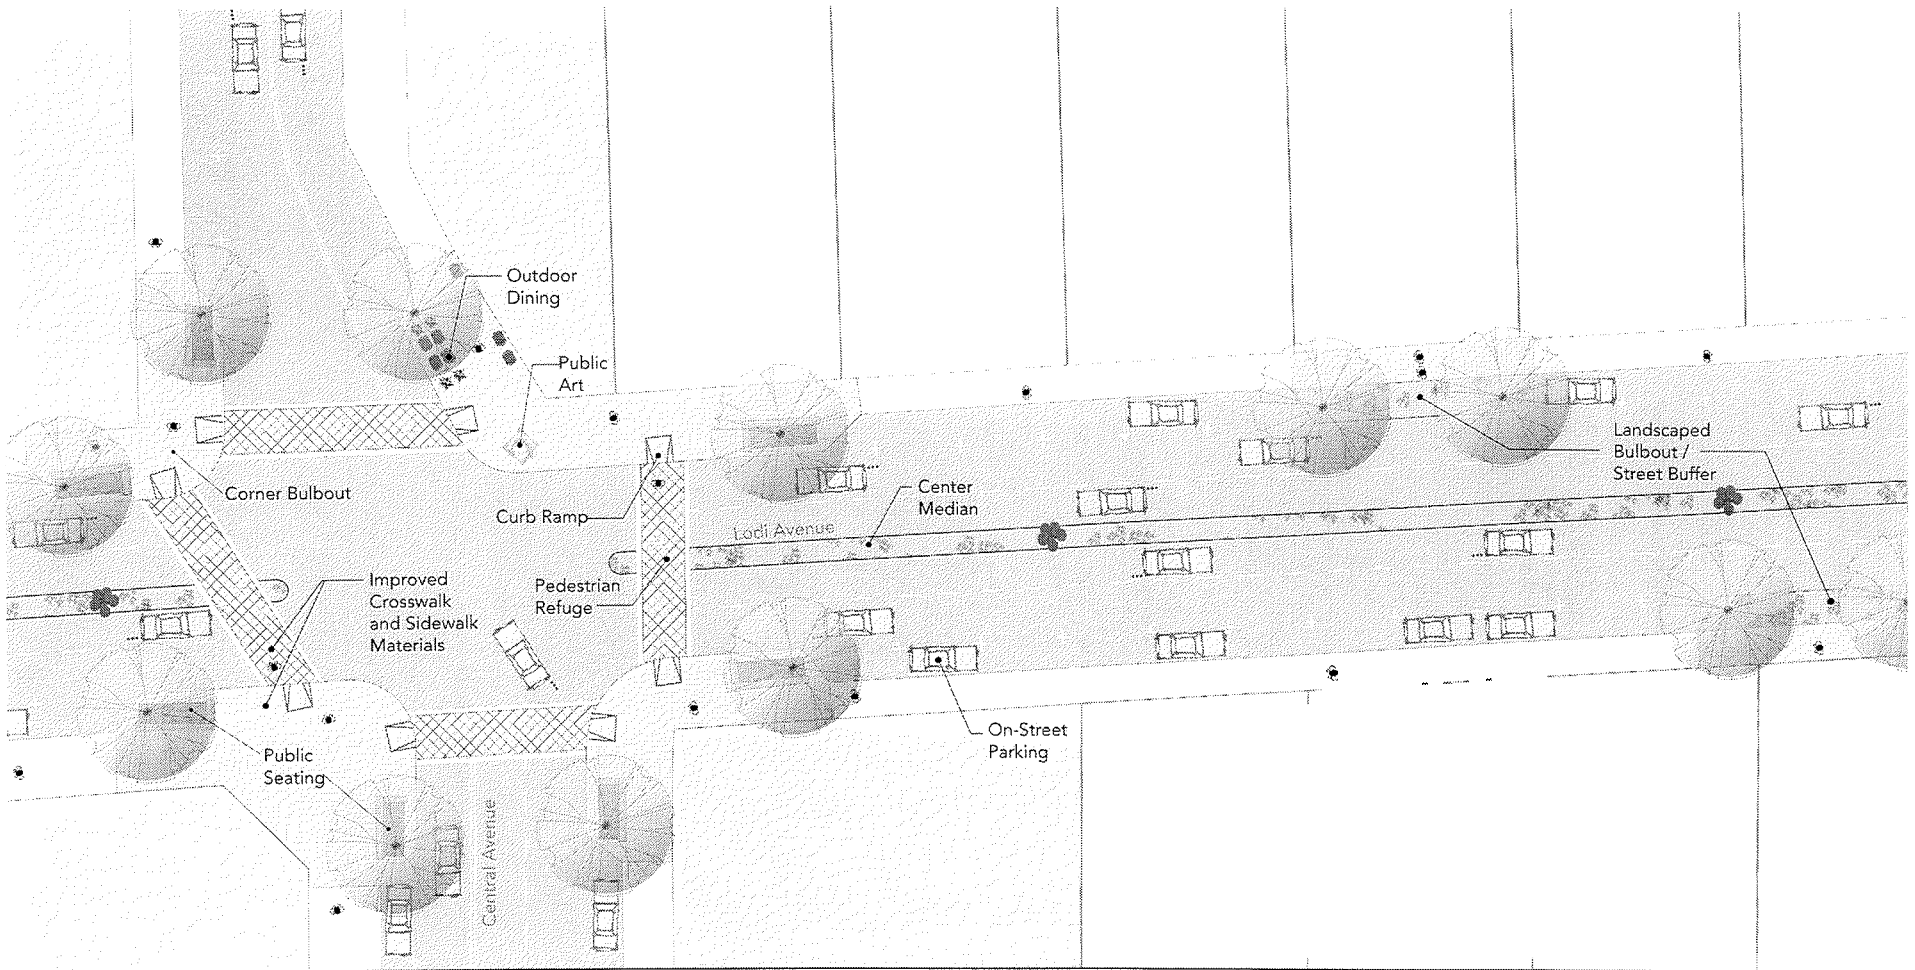 Outdoor
Dining
Public
Art
Landscaped
Bulbout /
Street Buffer
Corner Bulbout
Center
Median
Curb Ramp
Lodi Avenue
Improved
Crosswalk
and Sidewalk
Materials
Pedestrian
Refuge
On-Street
Parking
Public
Seating
Central Avenue